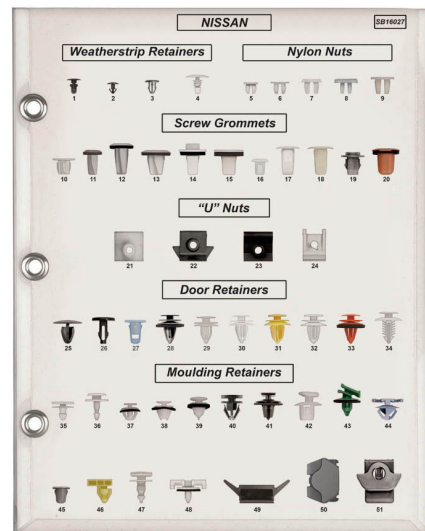 NISSAN
SB16027
Weatherstrip Retainers
Nylon Nuts
1 2 3 4 5 6 7 8 9
Screw Grommets
10 11 12 13 14 15 16 17 18 19 20
"U" Nuts
21 22 23 24
Door Retainers
25 26 27 28 29 30 31 32 33 34
Moulding Retainers
35 36 37 38 39 40 41 42 43 44
45 46 47 48 49 50 51